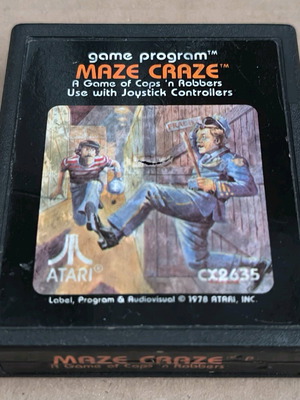 game program™
MAZE CRAZE™
A Game of Cops 'n Robbers
Use with Joystick Controllers
ATARI®
CX2635
Label, Program & Audiovisual © 1978 ATARI, INC.
MAZE CRAZE
A Game of Cops 'n Robbers